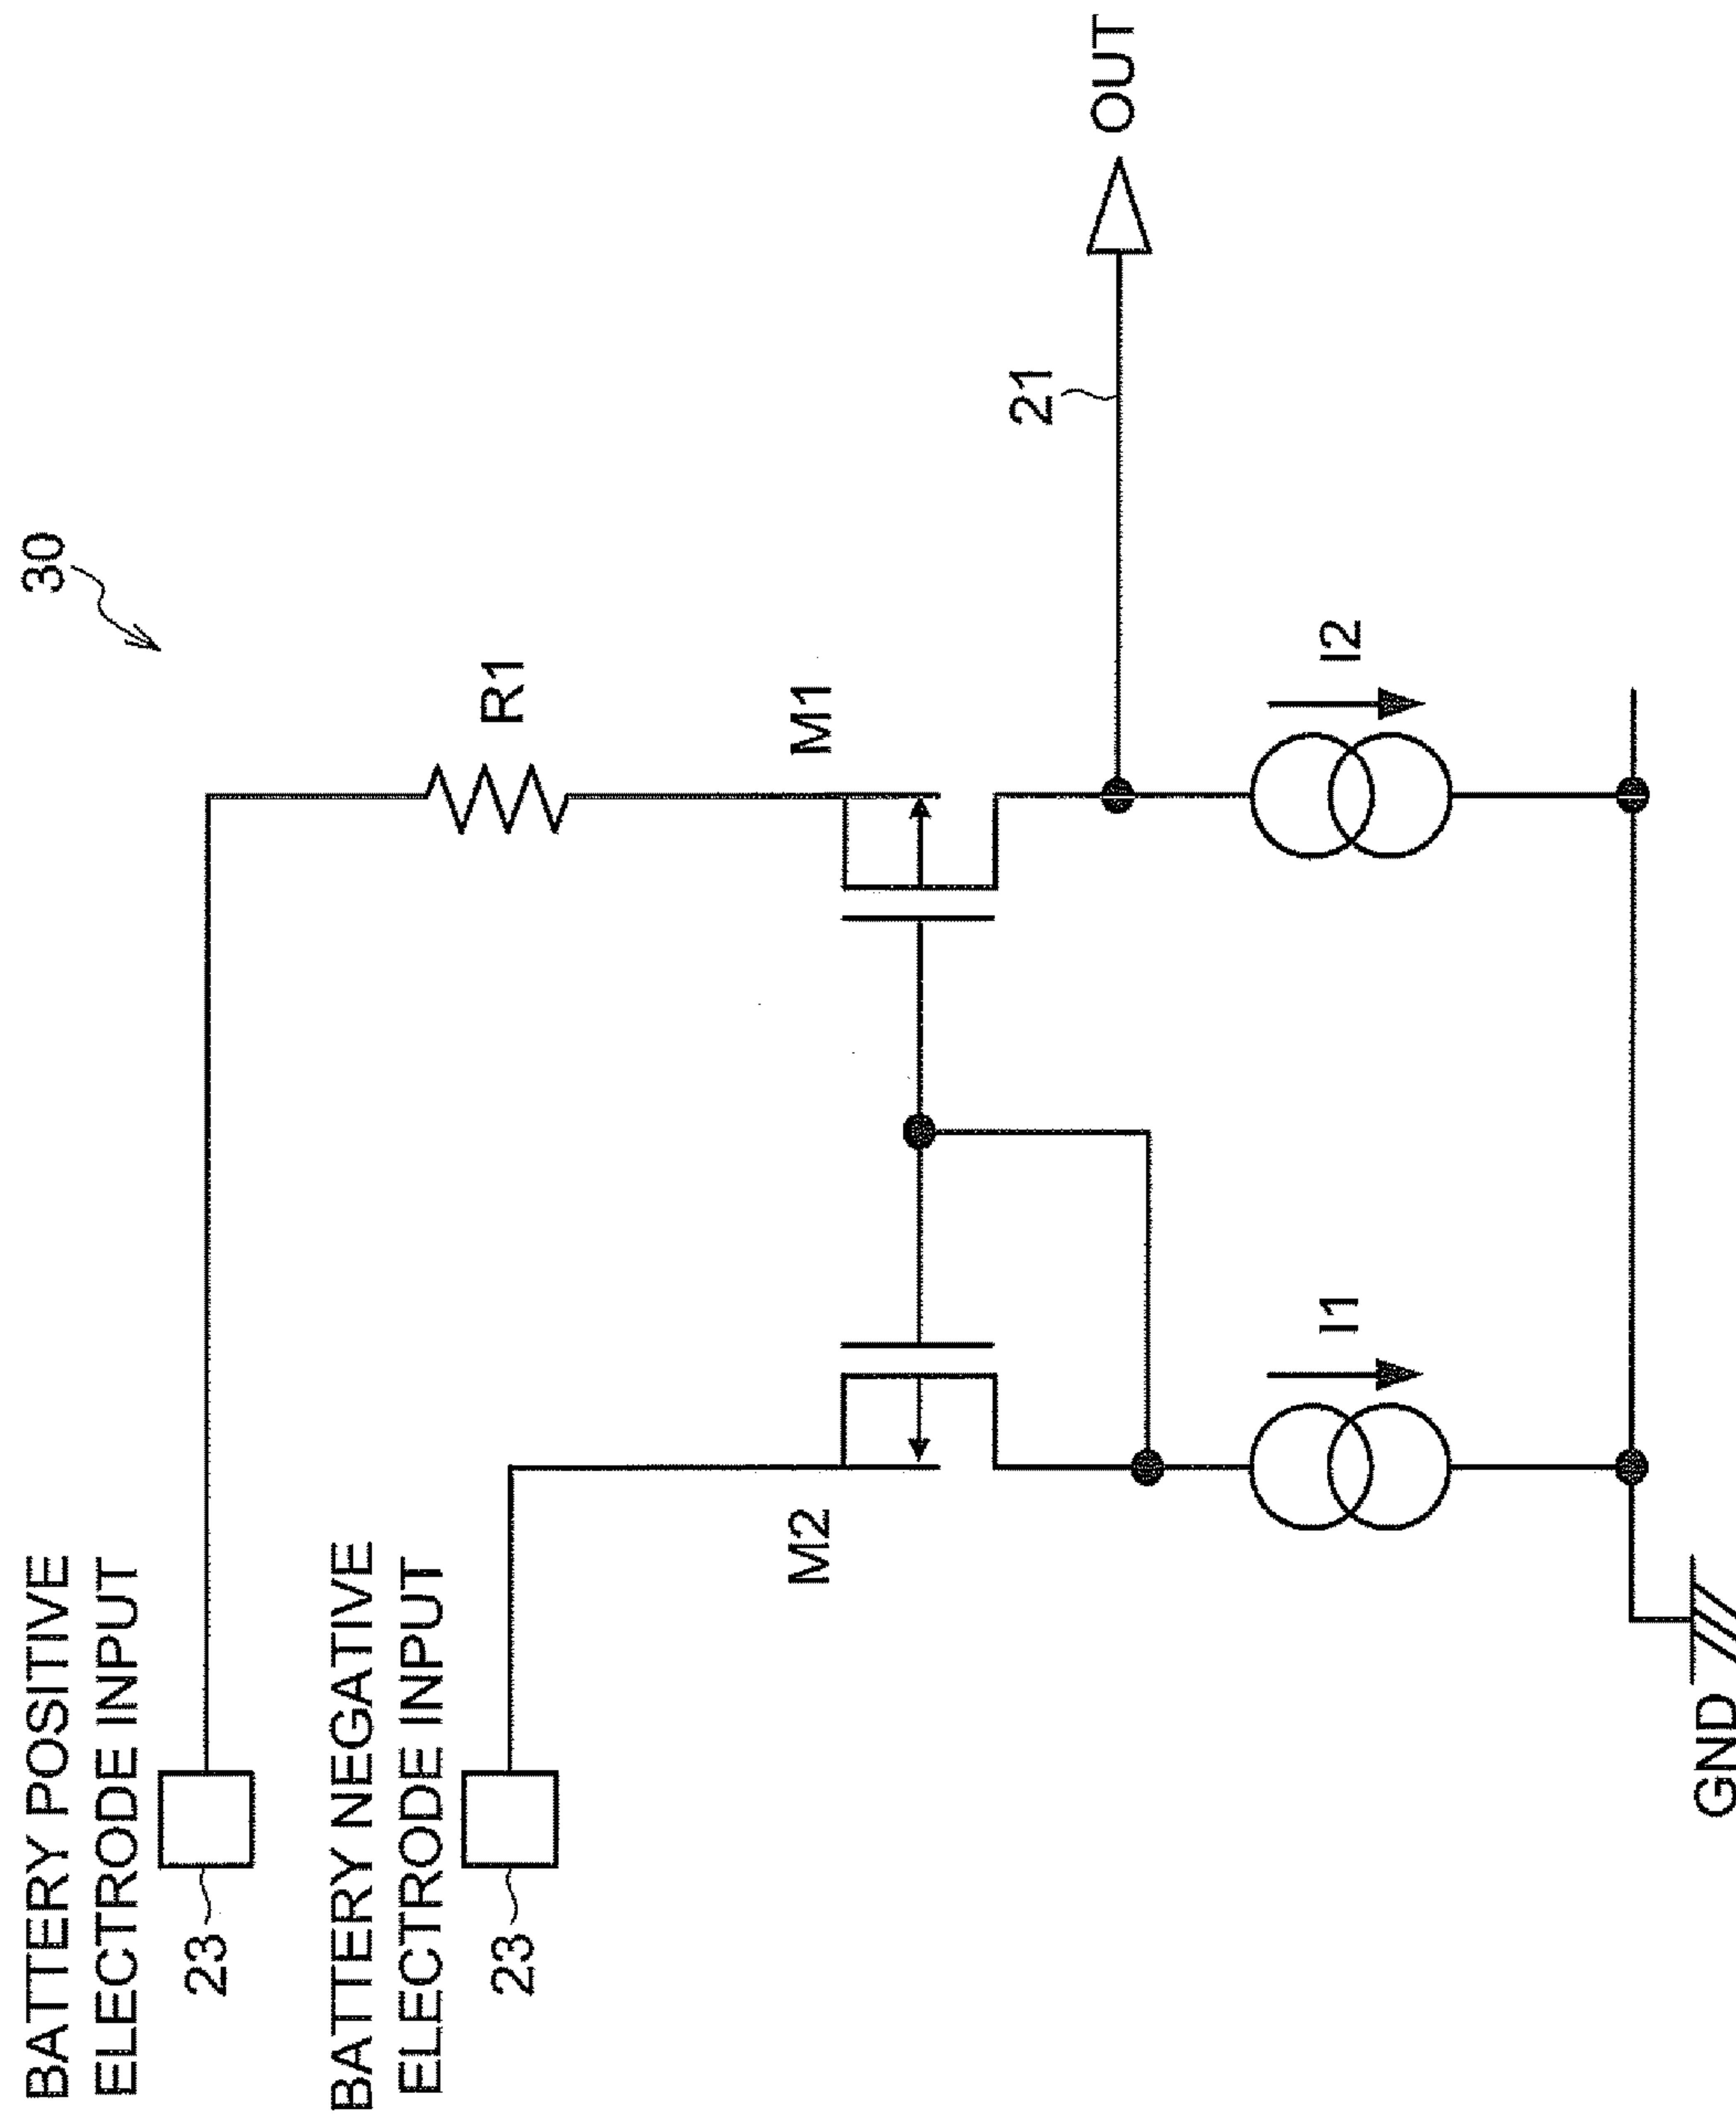 30
BATTERY POSITIVE
ELECTRODE INPUT
23
R1
BATTERY NEGATIVE
ELECTRODE INPUT
23
M2
M1
21
OUT
I1
I2
GND